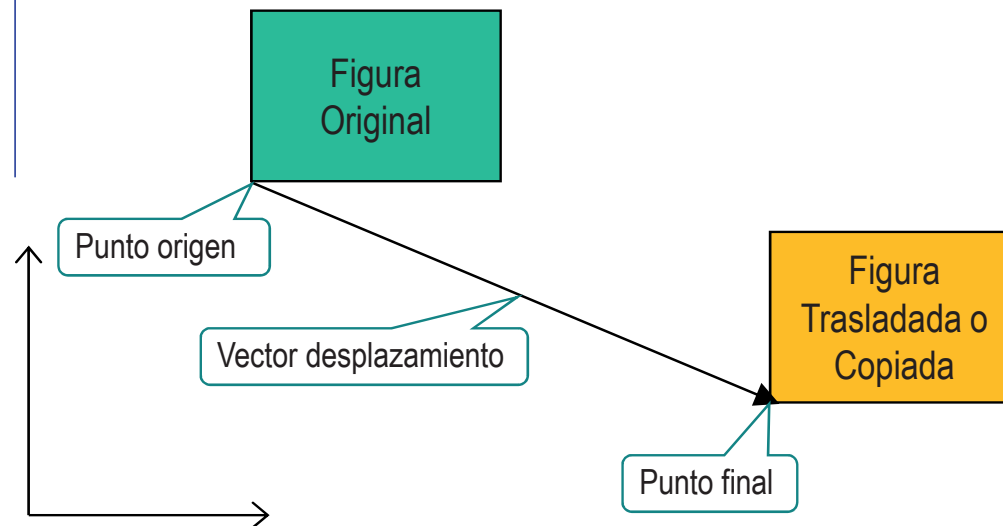 Figura
Original
Punto origen
Figura
Trasladada o
Copiada
Vector desplazamiento
Punto final